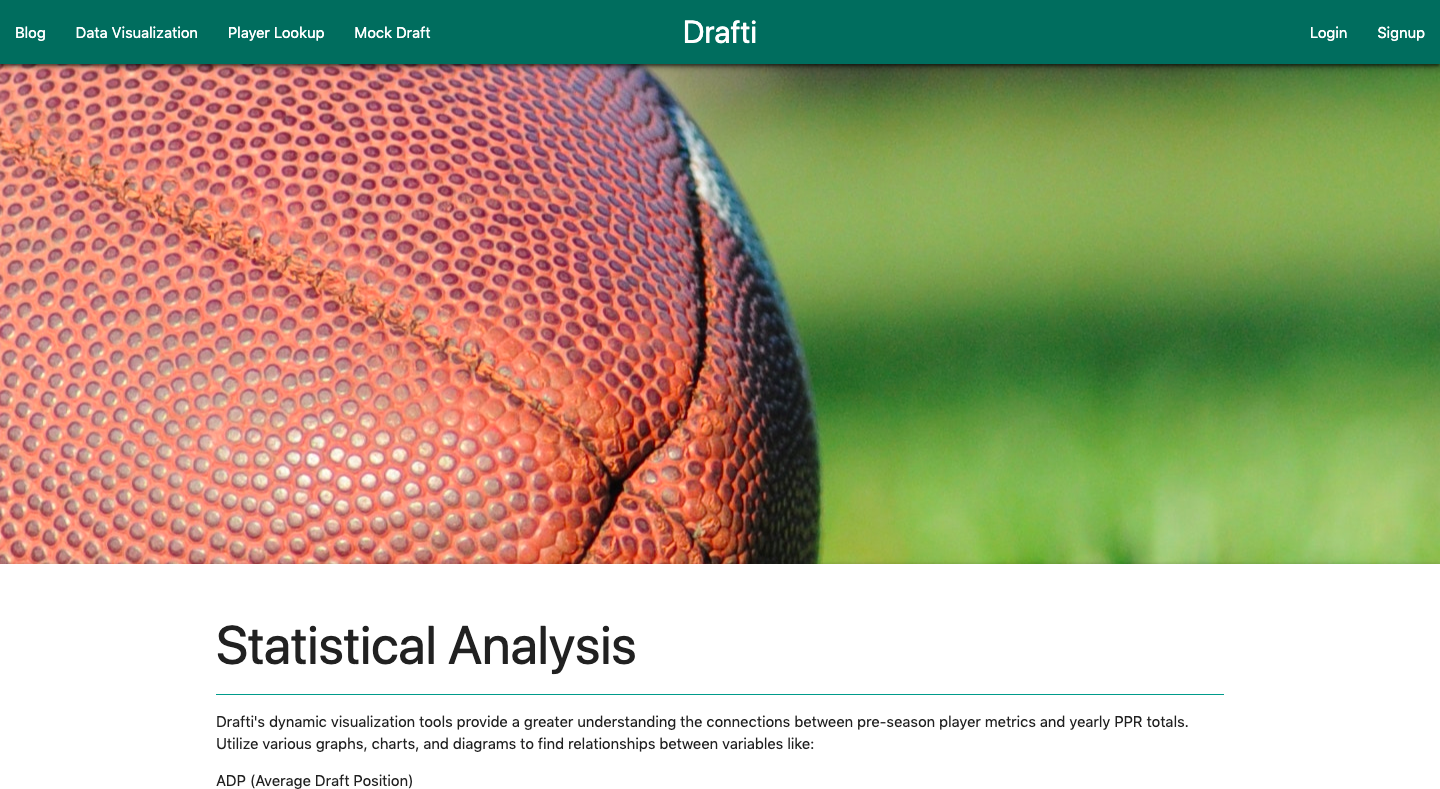 Blog Data Visualization Player Lookup Mock Draft Drafti Login Signup
Statistical Analysis
Drafti's dynamic visualization tools provide a greater understanding the connections between pre-season player metrics and yearly PPR totals.
Utilize various graphs, charts, and diagrams to find relationships between variables like:
ADP (Average Draft Position)